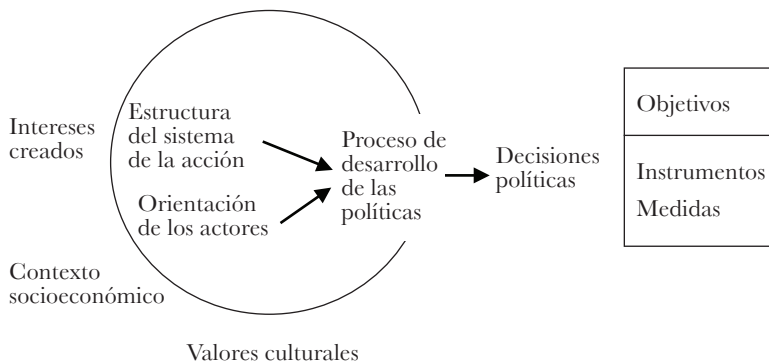 Intereses
creados
Estructura
del sistema
de la acción
Orientación
de los actores
Proceso de
desarrollo
de las
políticas
Decisiones
políticas
Objetivos
Instrumentos
Medidas
Contexto
socioeconómico
Valores culturales